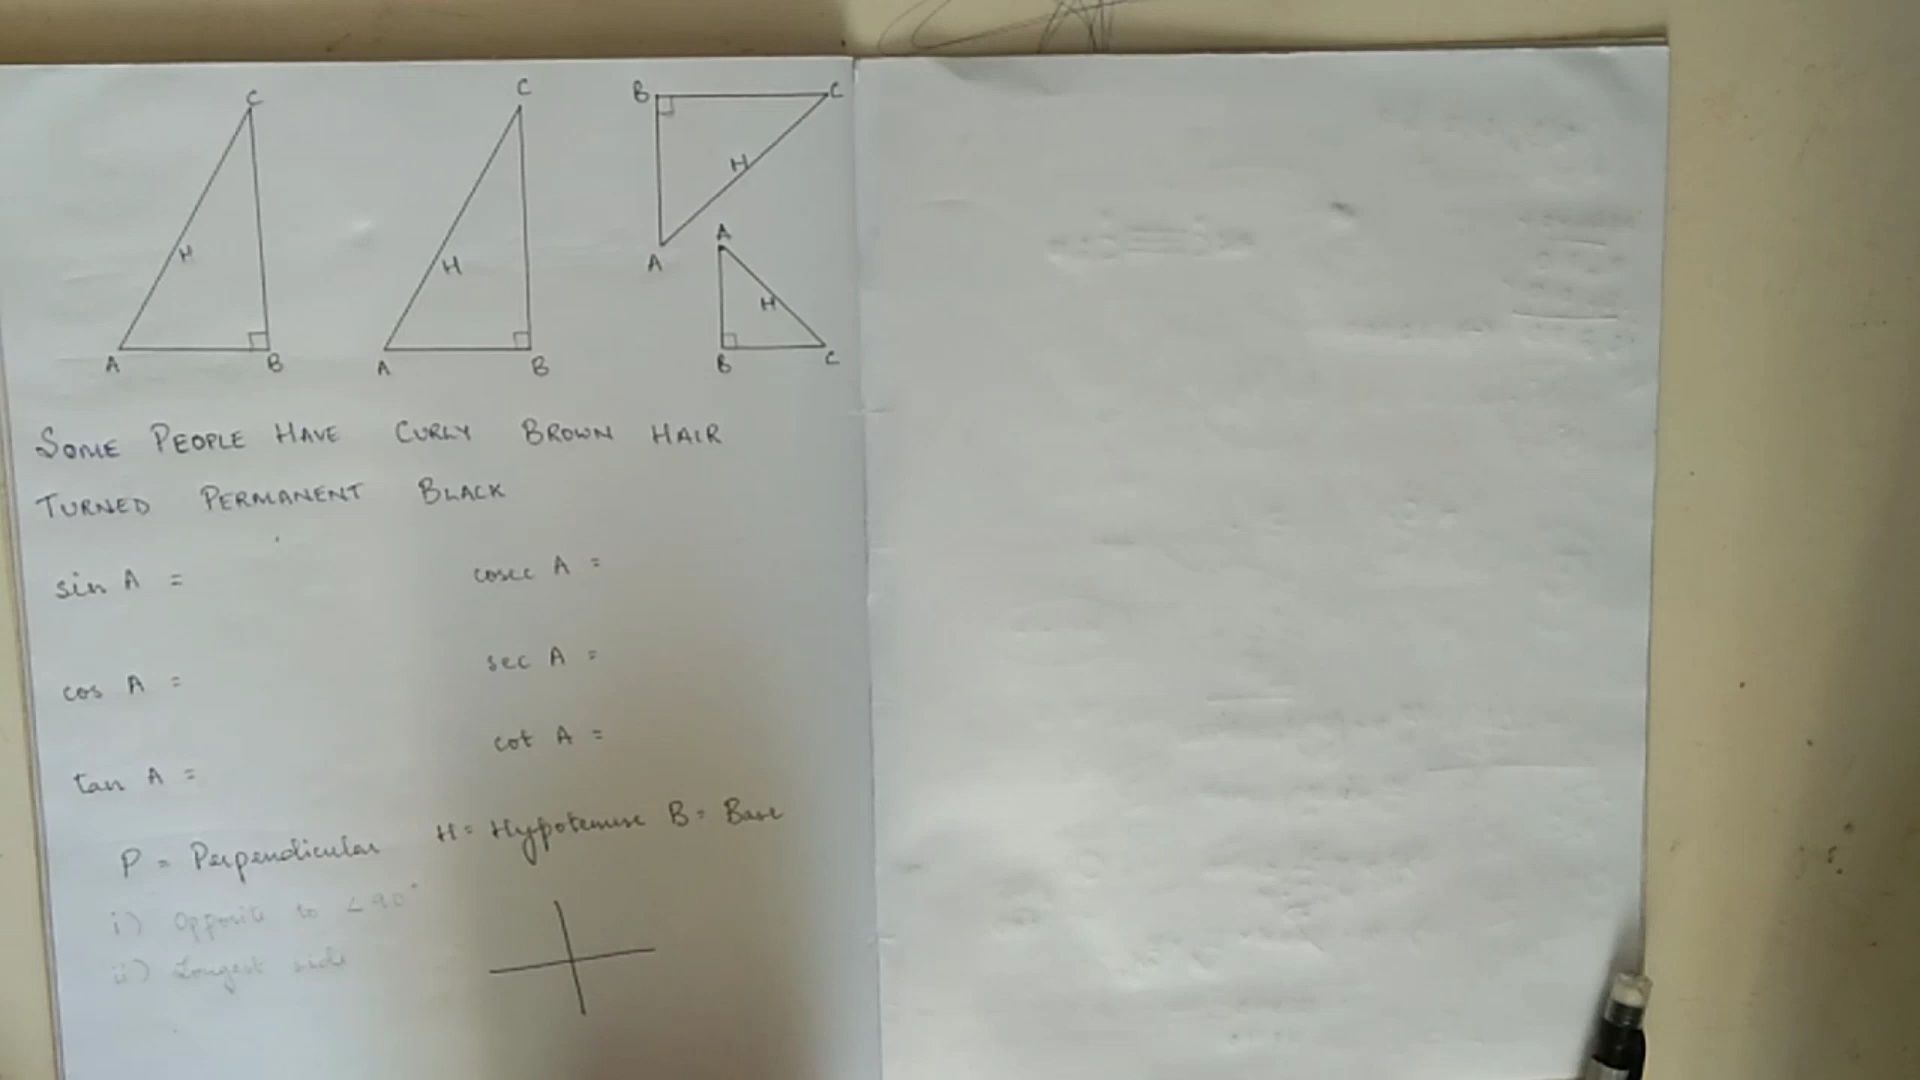 C
H
A
B
C
H
A
B
B
C
H
A
A
H
B
C
SOME PEOPLE HAVE CURLY BROWN HAIR
TURNED PERMANENT BLACK
sin A =
cosec A =
cos A =
sec A =
tan A =
cot A =
P = Perpendicular H = Hypotenuse B = Base
i) Opposite to ∠90°
ii) Longest side